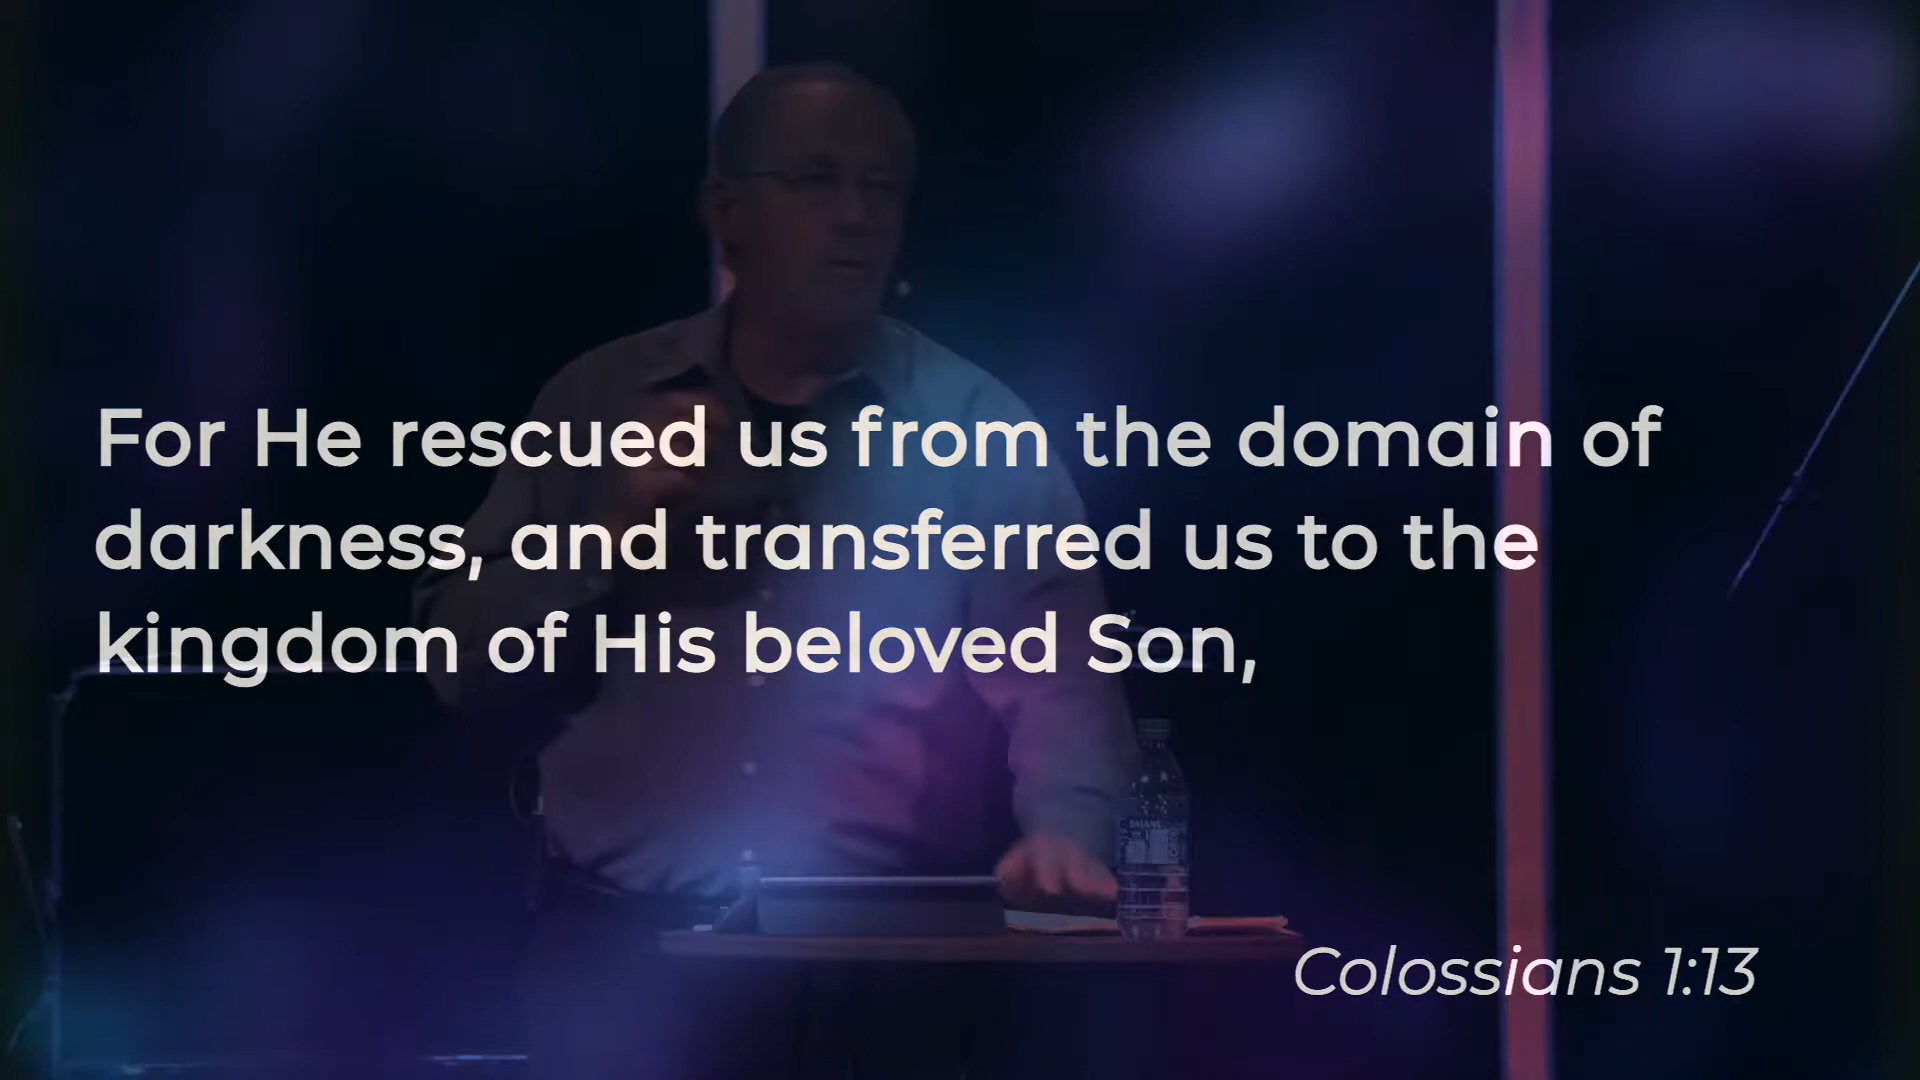 For He rescued us from the domain of
darkness, and transferred us to the
kingdom of His beloved Son,
Colossians 1:13